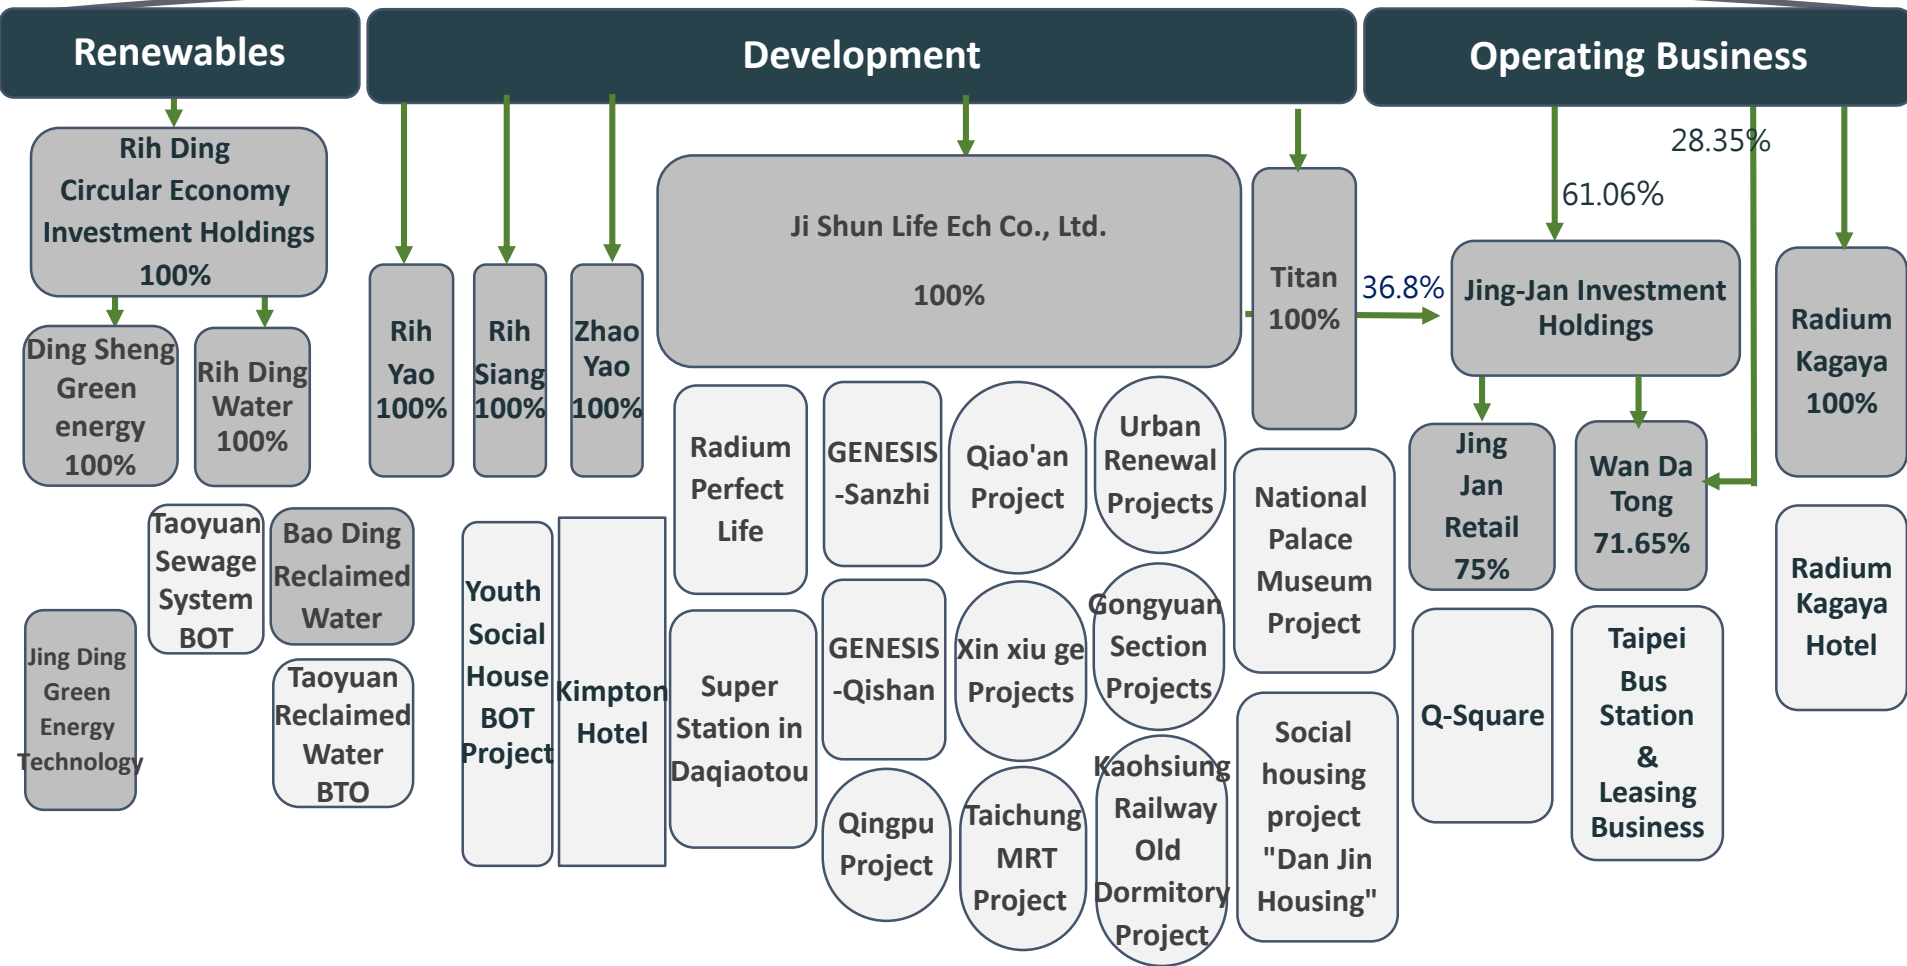 Renewables
Development
Operating Business
Rih Ding
Circular Economy
Investment Holdings
100%
Ding Sheng
Green
energy
100%
Rih Ding
Water
100%
Taoyuan
Sewage
System
BOT
Bao Ding
Reclaimed
Water
Jing Ding
Green
Energy
Technology
Taoyuan
Reclaimed
Water
BTO
Rih
Yao
100%
Rih
Siang
100%
Zhao
Yao
100%
Youth
Social
House
BOT
Project
Kimpton
Hotel
Ji Shun Life Ech Co., Ltd.
100%
Radium
Perfect
Life
Super
Station in
Daqiaotou
GENESIS
-Sanzhi
GENESIS
-Qishan
Qingpu
Project
Qiao'an
Project
Xin xiu ge
Projects
Taichung
MRT
Project
Urban
Renewal
Projects
Gongyuan
Section
Projects
Kaohsiung
Railway
Old
Dormitory
Project
Titan
100%
National
Palace
Museum
Project
Social
housing
project
"Dan Jin
Housing"
36.8%
61.06%
28.35%
Jing-Jan Investment
Holdings
Jing
Jan
Retail
75%
Wan Da
Tong
71.65%
Q-Square
Taipei
Bus
Station
&
Leasing
Business
Radium
Kagaya
100%
Radium
Kagaya
Hotel